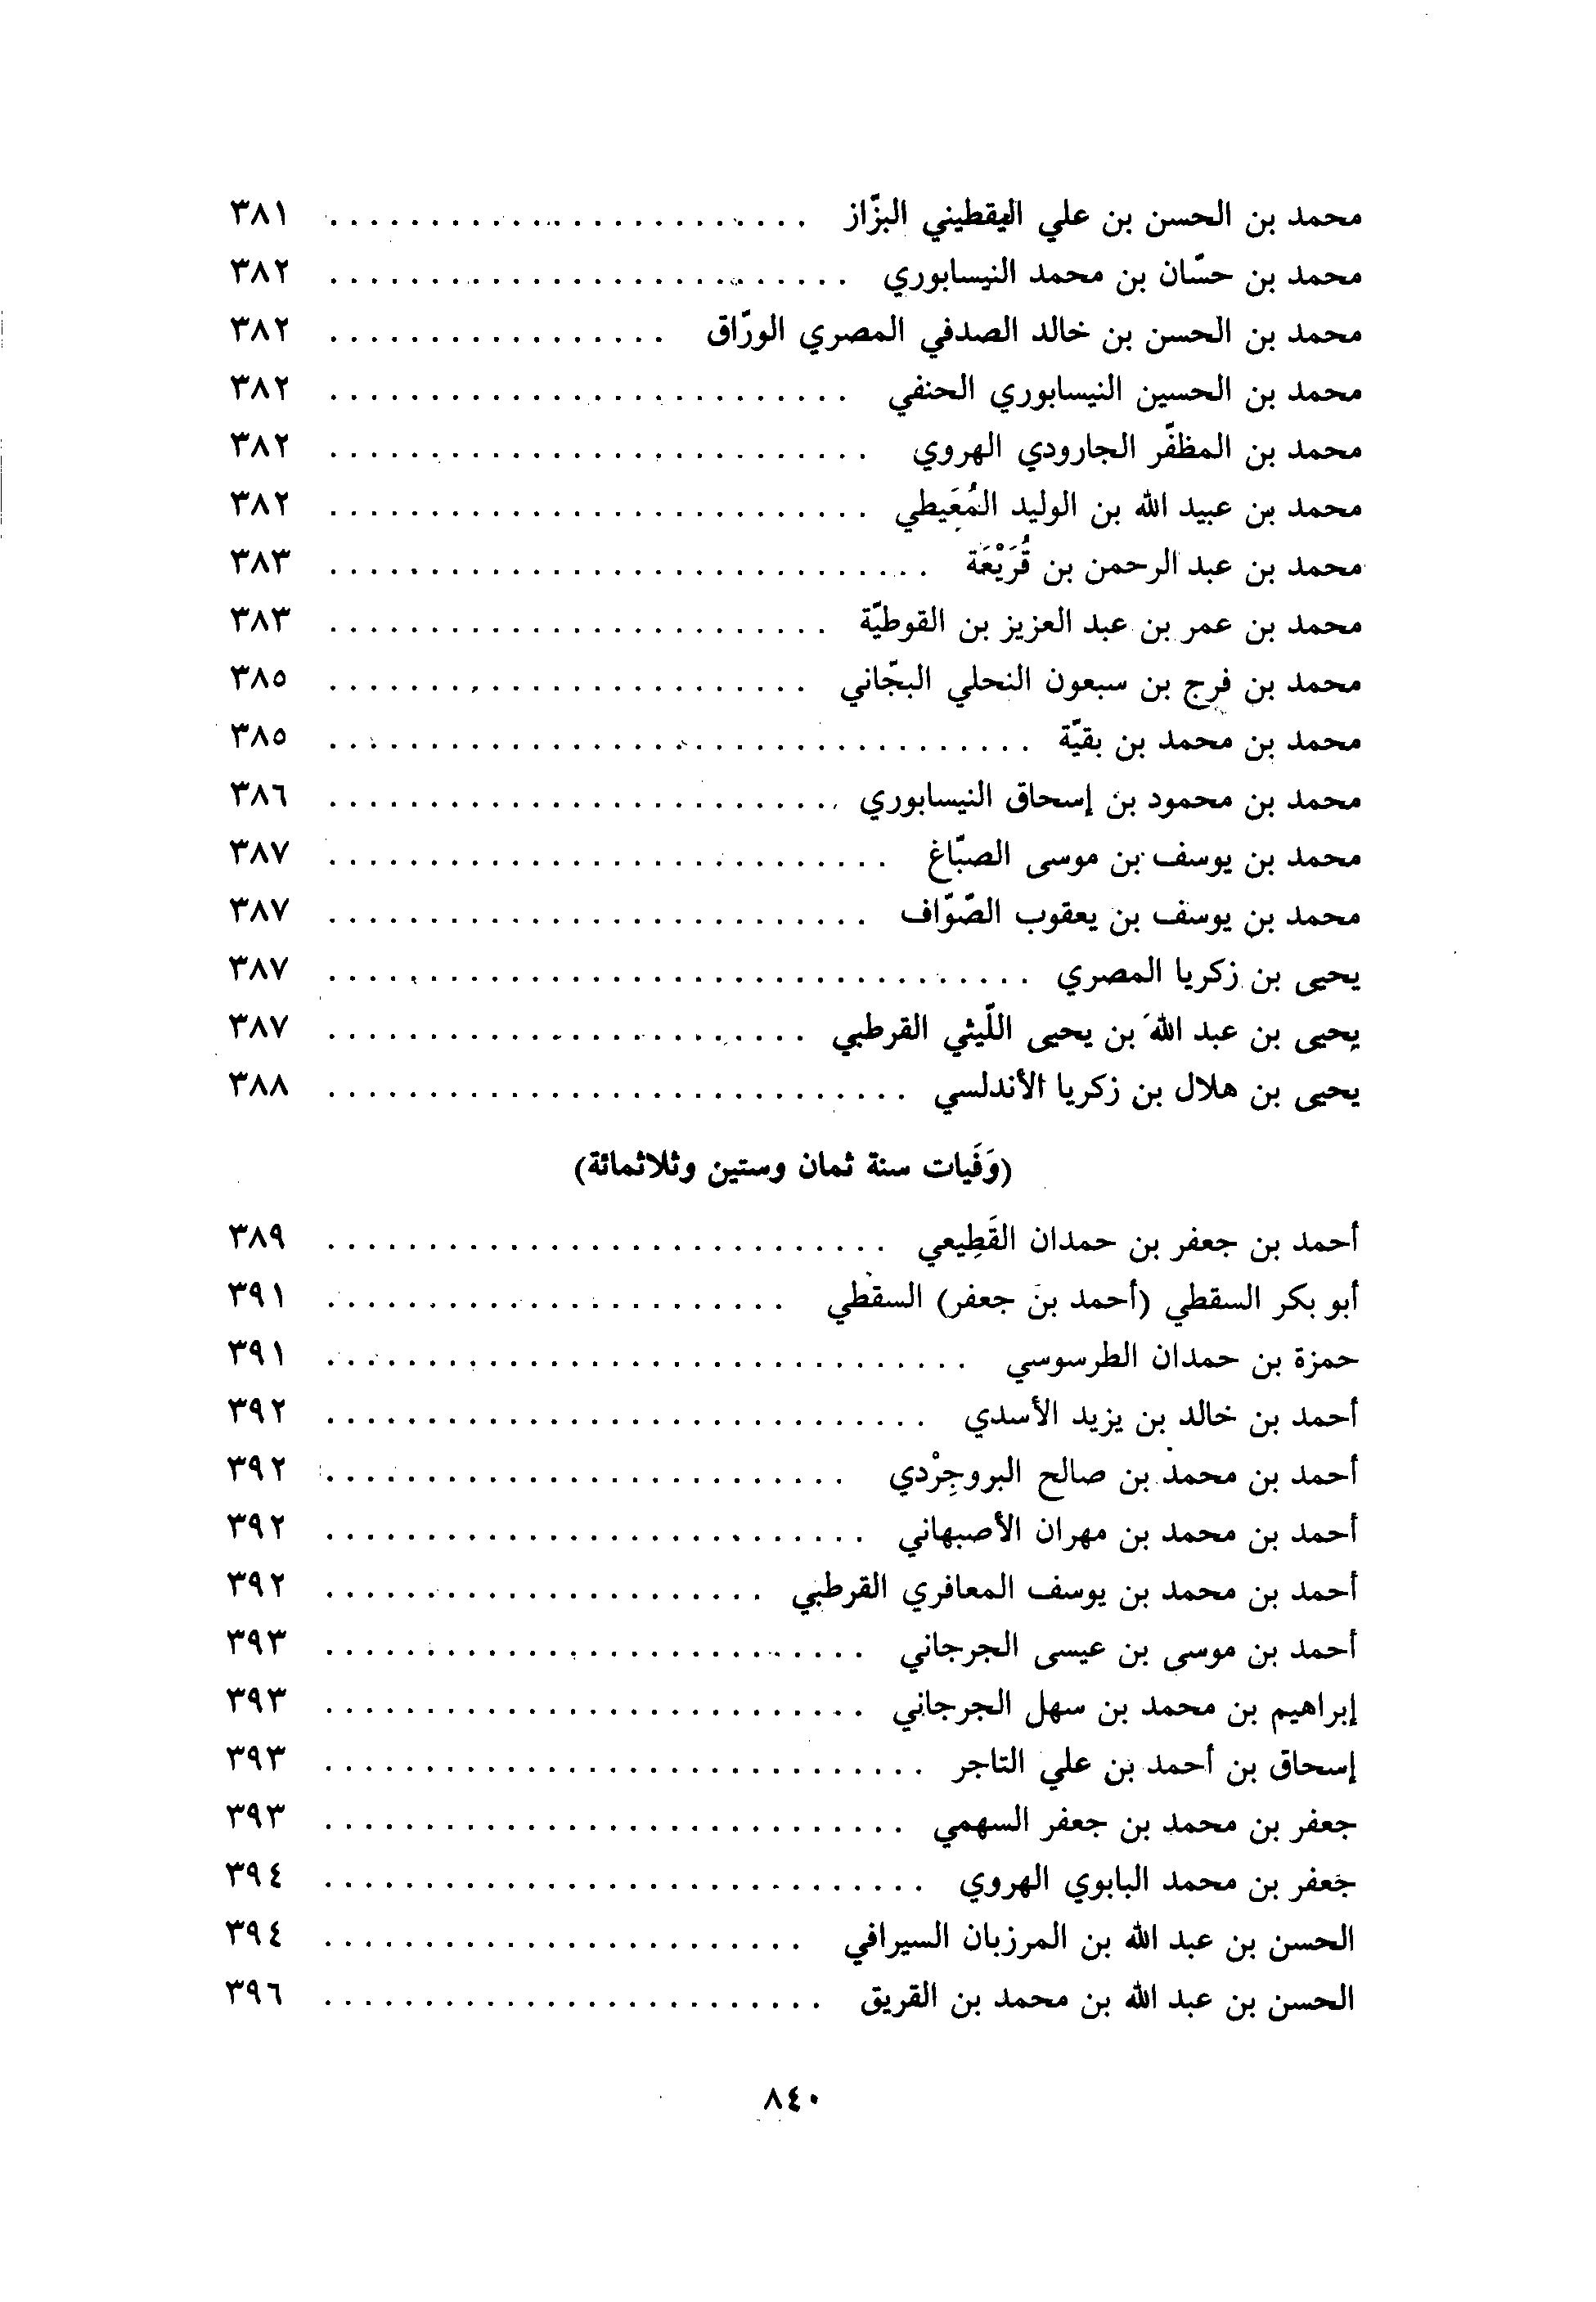 محمد بن الحسن بن علي اليقطيني البزّاز . . . . . . . . . . . . . . . . . . . . . . . . ٣٨١
محمد بن حسّان بن محمد النيسابوري . . . . . . . . . . . . . . . . . . . . . . . . . . ٣٨٢
محمد بن الحسن بن خالد الصدفي المصري الورّاق . . . . . . . . . . . . . . . . . ٣٨٢
محمد بن الحسين النيسابوري الحنفي . . . . . . . . . . . . . . . . . . . . . . . . . . ٣٨٢
محمد بن المظفّر الجارودي الهروي . . . . . . . . . . . . . . . . . . . . . . . . . . . ٣٨٢
محمد بن عبيد الله بن الوليد المُعَيطي . . . . . . . . . . . . . . . . . . . . . . . . . . . ٣٨٢
محمد بن عبد الرحمن بن قُرَيْعَة . . . . . . . . . . . . . . . . . . . . . . . . . . . . . . ٣٨٣
محمد بن عمر بن عبد العزيز بن القوطيّة . . . . . . . . . . . . . . . . . . . . . . . . . ٣٨٣
محمد بن فرج بن سبعون النحلي البجّاني . . . . . . . . . . . . . . . . . . . . . . . . ٣٨٥
محمد بن محمد بن بقيّة . . . . . . . . . . . . . . . . . . . . . . . . . . . . . . . . . . . ٣٨٥
محمد بن محمود بن إسحاق النيسابوري . . . . . . . . . . . . . . . . . . . . . . . . . ٣٨٦
محمد بن يوسف بن موسى الصبّاغ . . . . . . . . . . . . . . . . . . . . . . . . . . . . ٣٨٧
محمد بن يوسف بن يعقوب الصّوّاف . . . . . . . . . . . . . . . . . . . . . . . . . . . ٣٨٧
يحيى بن زكريا المصري . . . . . . . . . . . . . . . . . . . . . . . . . . . . . . . . . . . ٣٨٧
يحيى بن عبد الله بن يحيى اللّيثي القرطبي . . . . . . . . . . . . . . . . . . . . . . . . ٣٨٧
يحيى بن هلال بن زكريا الأندلسي . . . . . . . . . . . . . . . . . . . . . . . . . . . . . ٣٨٨
(وَفَيات سنة ثمان وستين وثلاثمائة)
أحمد بن جعفر بن حمدان القَطِيعي . . . . . . . . . . . . . . . . . . . . . . . . . . . . ٣٨٩
أبو بكر السقطي (أحمد بن جعفر) السقطي . . . . . . . . . . . . . . . . . . . . . . . ٣٩١
حمزة بن حمدان الطرسوسي . . . . . . . . . . . . . . . . . . . . . . . . . . . . . . . . ٣٩١
أحمد بن خالد بن يزيد الأسدي . . . . . . . . . . . . . . . . . . . . . . . . . . . . . . ٣٩٢
أحمد بن محمد بن صالح البروجِرْدي . . . . . . . . . . . . . . . . . . . . . . . . . . ٣٩٢
أحمد بن محمد بن مهران الأصبهاني . . . . . . . . . . . . . . . . . . . . . . . . . . . ٣٩٢
أحمد بن محمد بن يوسف المعافري القرطبي . . . . . . . . . . . . . . . . . . . . . . ٣٩٢
أحمد بن موسى بن عيسى الجرجاني . . . . . . . . . . . . . . . . . . . . . . . . . . . ٣٩٣
إبراهيم بن محمد بن سهل الجرجاني . . . . . . . . . . . . . . . . . . . . . . . . . . . ٣٩٣
إسحاق بن أحمد بن علي التاجر . . . . . . . . . . . . . . . . . . . . . . . . . . . . . . ٣٩٣
جعفر بن محمد بن جعفر السهمي . . . . . . . . . . . . . . . . . . . . . . . . . . . . . ٣٩٣
جعفر بن محمد البابوي الهروي . . . . . . . . . . . . . . . . . . . . . . . . . . . . . . ٣٩٤
الحسن بن عبد الله بن المرزبان السيرافي . . . . . . . . . . . . . . . . . . . . . . . . ٣٩٤
الحسن بن عبد الله بن محمد بن القريق . . . . . . . . . . . . . . . . . . . . . . . . . ٣٩٦
٨٤٠